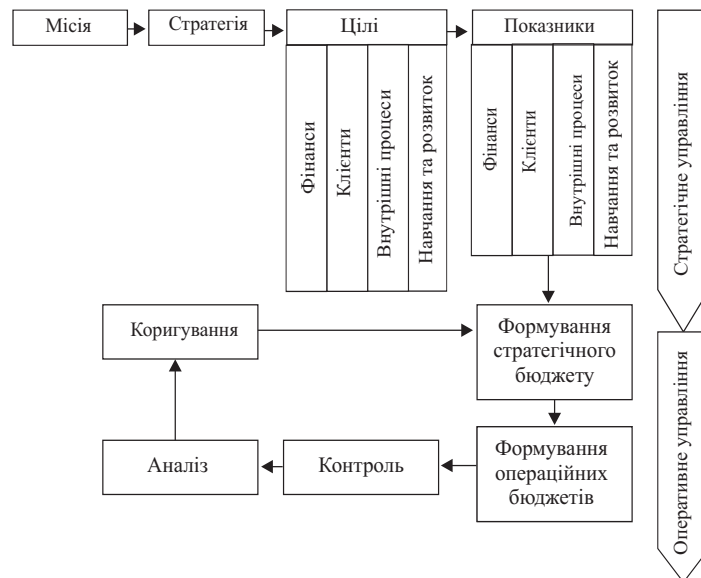 Місія
Стратегія
Цілі
Показники
Фінанси
Клієнти
Внутрішні процеси
Навчання та розвиток
Фінанси
Клієнти
Внутрішні процеси
Навчання та розвиток
Стратегічне управління
Коригування
Формування
стратегічного
бюджету
Аналіз
Контроль
Формування
операційних
бюджетів
Оперативне управління